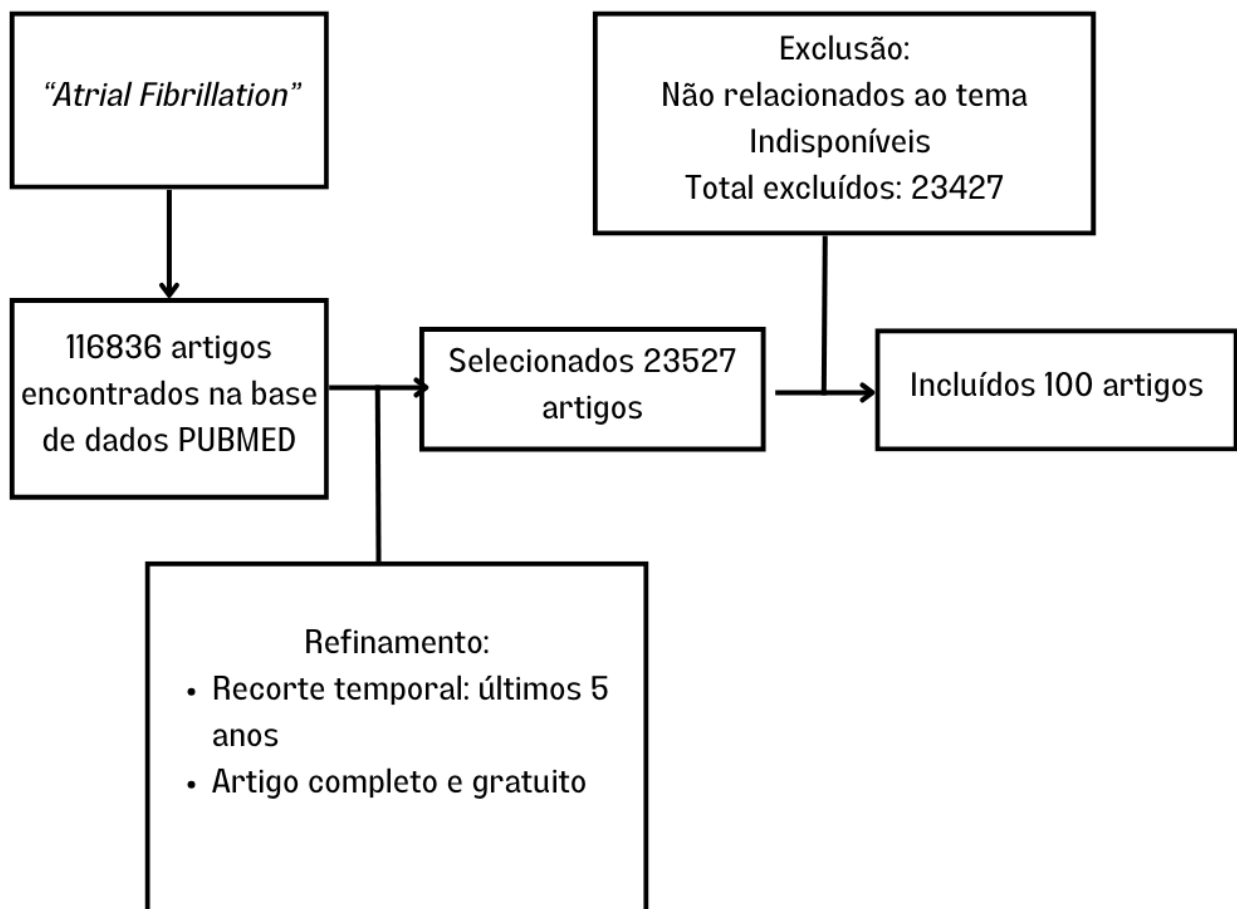 “Atrial Fibrillation”
Exclusão:
Não relacionados ao tema
Indisponíveis
Total excluídos: 23427
116836 artigos
encontrados na base
de dados PUBMED
Selecionados 23527
artigos
Incluídos 100 artigos
Refinamento:
• Recorte temporal: últimos 5
anos
• Artigo completo e gratuito